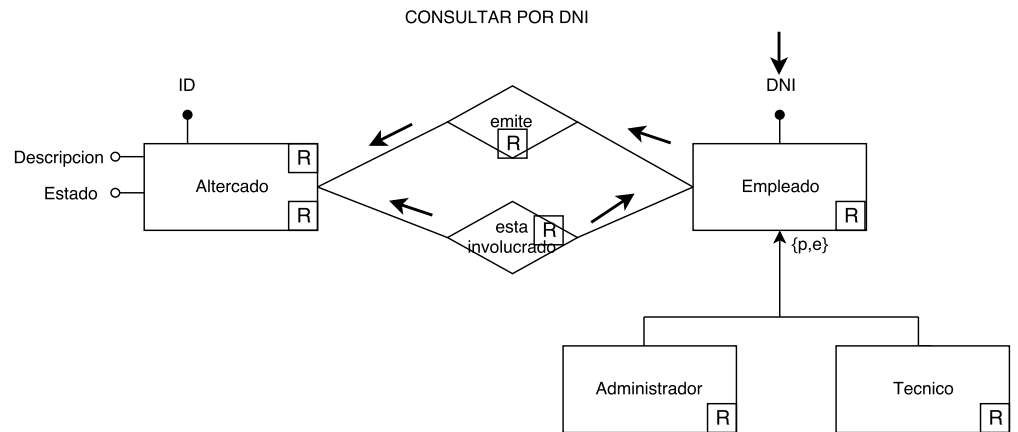 CONSULTAR POR DNI
ID
DNI
emite
R
Descripcion
R
Altercado
Empleado
Estado
R
esta
R
involucrado
R
{p,e}
Administrador
Tecnico
R
R